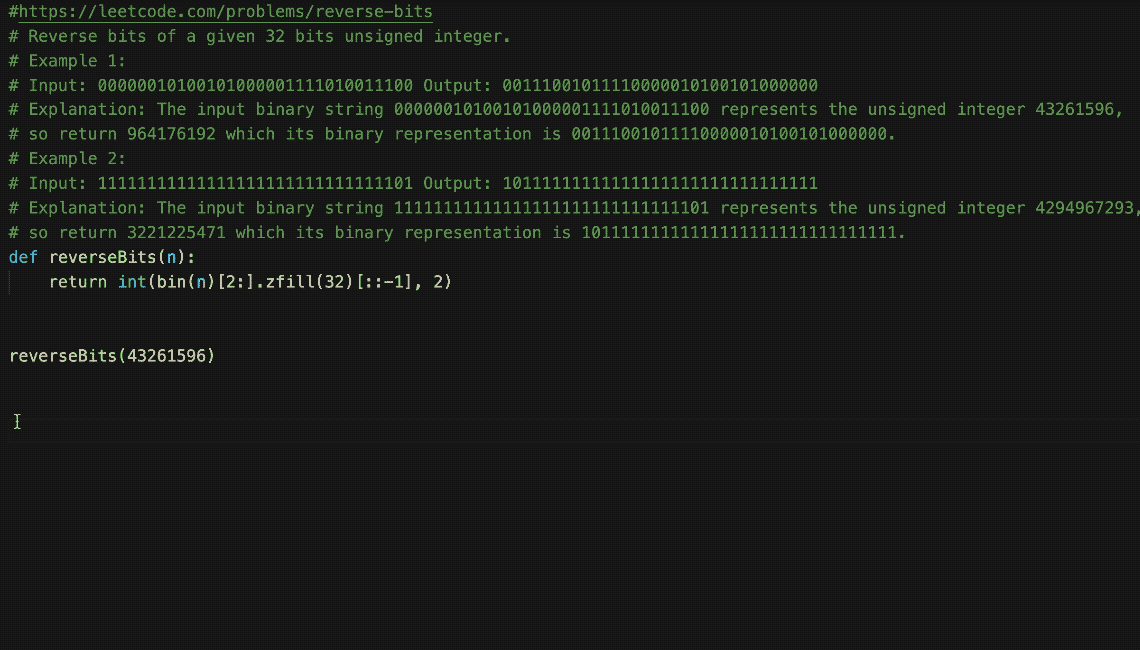 #https://leetcode.com/problems/reverse-bits
# Reverse bits of a given 32 bits unsigned integer.
# Example 1:
# Input: 00000010100101000001111010011100 Output: 00111001011110000010100101000000
# Explanation: The input binary string 00000010100101000001111010011100 represents the unsigned integer 43261596,
# so return 964176192 which its binary representation is 00111001011110000010100101000000.
# Example 2:
# Input: 11111111111111111111111111111101 Output: 10111111111111111111111111111111
# Explanation: The input binary string 11111111111111111111111111111101 represents the unsigned integer 4294967293,
# so return 3221225471 which its binary representation is 10111111111111111111111111111111.
def reverseBits(n):
    return int(bin(n)[2:].zfill(32)[::-1], 2)
reverseBits(43261596)